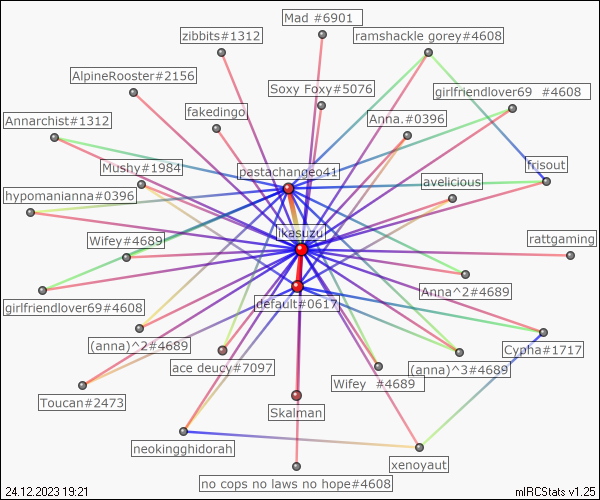 Mad #6901
zibbits#1312
ramshackle gorey#4608
AlpineRooster#2156
Soxy Foxy#5076
girlfriendlover69 #4608
Annarchist#1312
fakedingo
Anna.#0396
Mushy#1984
pastachangeo41
frisout
hypomanianna#0396
avelicious
ikasuzu
Wifey#4689
rattgaming
Anna^2#4689
girlfriendlover69#4608
default#0617
(anna)^2#4689
Cypha#1717
ace deucy#7097
(anna)^3#4689
Wifey #4689
Toucan#2473
Skalman
neokingghidorah
xenoyaut
no cops no laws no hope#4608
24.12.2023 19:21
mIRCStats v1.25